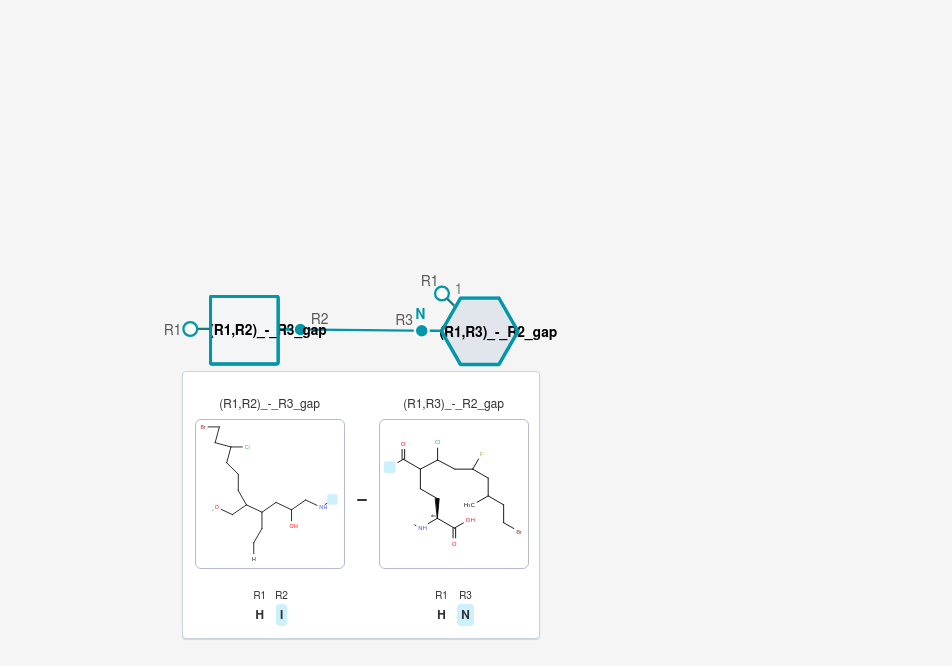 R1
1
N
R2
R3
R1
(R1,R2)_-_R3_gap
(R1,R3)_-_R2_gap
(R1,R2)_-_R3_gap
(R1,R3)_-_R2_gap
Br
Cl
O
NH
OH
H
–
O
Cl
F
H₃C
OH
NH
O
Br
R1 R2
R1 R3
H I
H N